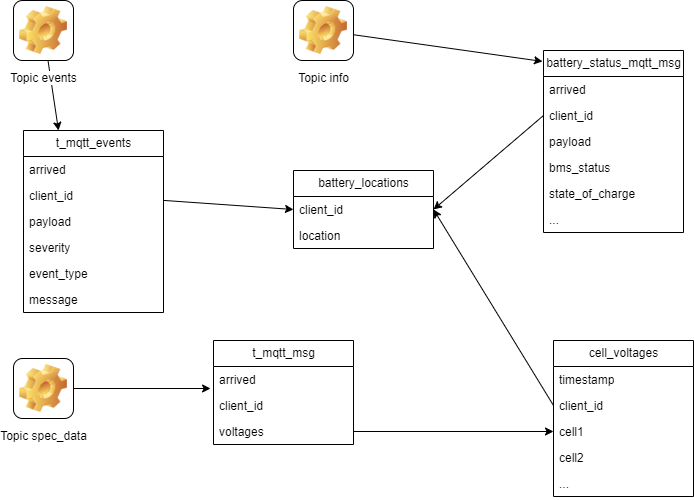 Topic events
Topic info
battery_status_mqtt_msg
arrived
client_id
payload
bms_status
state_of_charge
...
t_mqtt_events
arrived
client_id
payload
severity
event_type
message
battery_locations
client_id
location
Topic spec_data
t_mqtt_msg
arrived
client_id
voltages
cell_voltages
timestamp
client_id
cell1
cell2
...